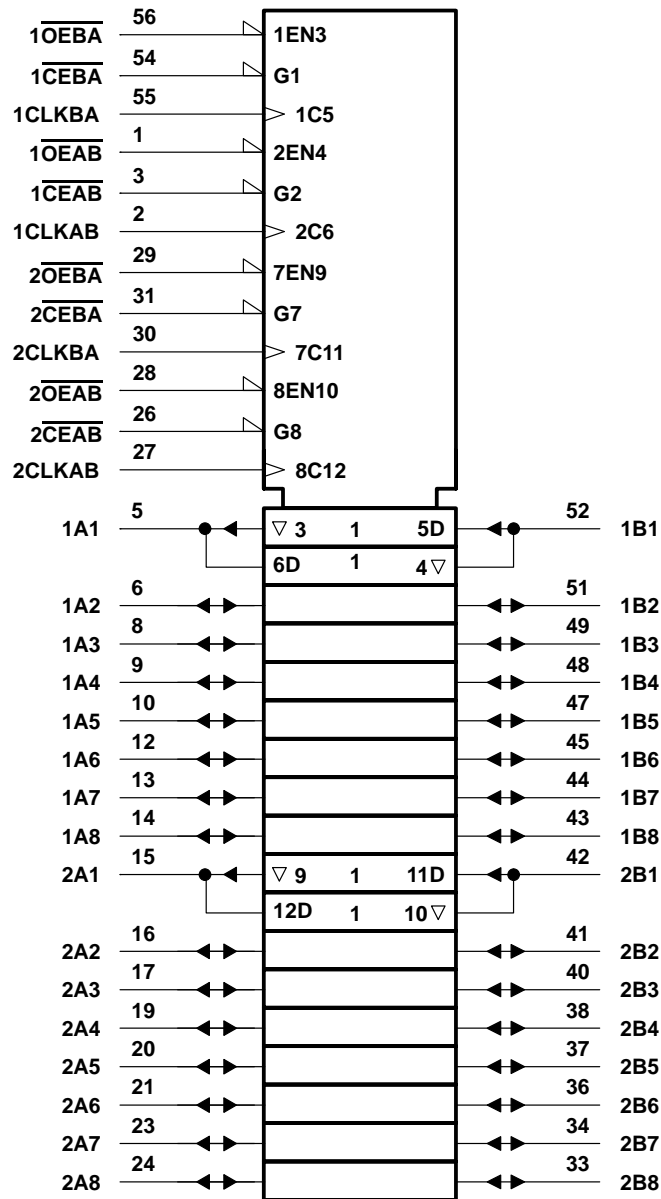 1OEBA 56 1EN3
1CEBA 54 G1
1CLKBA 55 1C5
1OEAB 1 2EN4
1CEAB 3 G2
1CLKAB 2 2C6
2OEBA 29 7EN9
2CEBA 31 G7
2CLKBA 30 7C11
2OEAB 28 8EN10
2CEAB 26 G8
2CLKAB 27 8C12
1A1 5 ▽ 3 1 5D 52 1B1
6D 1 4 ▽
1A2 6 51 1B2
1A3 8 49 1B3
1A4 9 48 1B4
1A5 10 47 1B5
1A6 12 45 1B6
1A7 13 44 1B7
1A8 14 43 1B8
2A1 15 ▽ 9 1 11D 42 2B1
12D 1 10 ▽
2A2 16 41 2B2
2A3 17 40 2B3
2A4 19 38 2B4
2A5 20 37 2B5
2A6 21 36 2B6
2A7 23 34 2B7
2A8 24 33 2B8